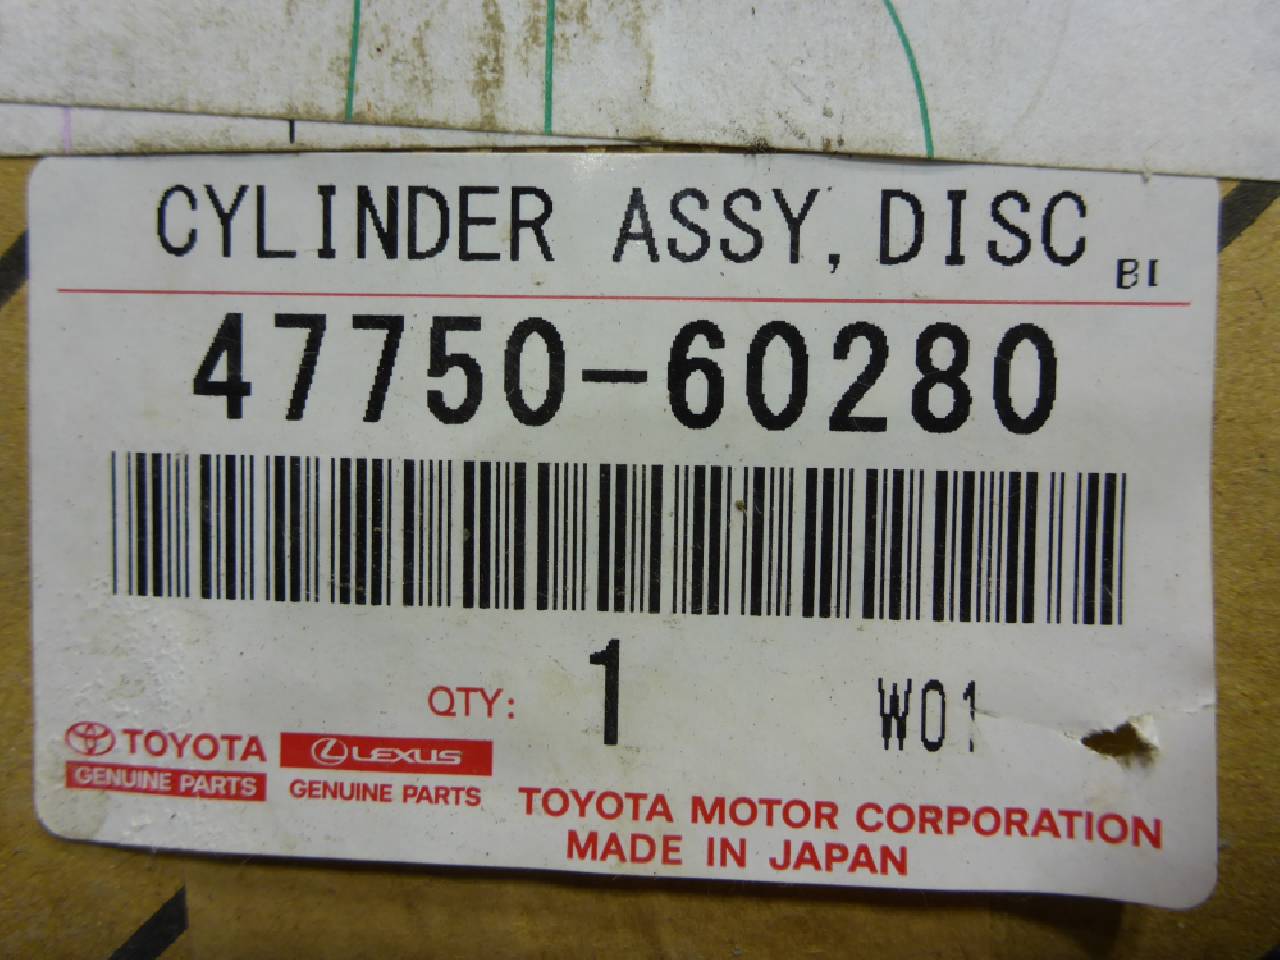 CYLINDER ASSY, DISC BI
47750-60280
QTY: 1 W01
TOYOTA LEXUS
GENUINE PARTS GENUINE PARTS
TOYOTA MOTOR CORPORATION
MADE IN JAPAN